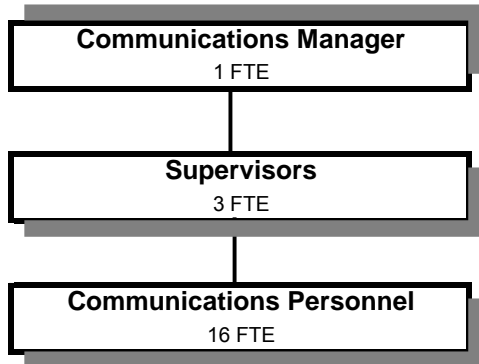 Communications Manager
1 FTE
Supervisors
3 FTE
Communications Personnel
16 FTE